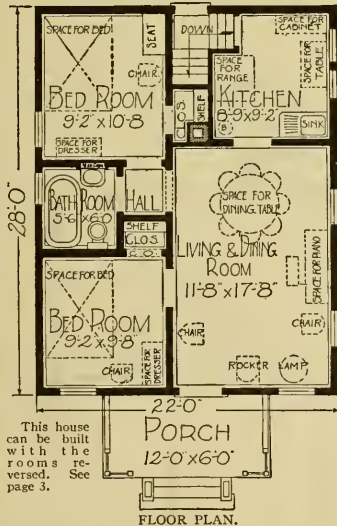 SPACE FOR BED
SEAT
CHAIR
BED ROOM
9'-2" X 10'-8"
SPACE FOR
DRESSER
DOWN
SPACE FOR
CABINET
SPACE FOR
TABLE
SPACE
FOR
RANGE
KITCHEN
8'-9" X 9'-2"
CLOS.
SHELF
B
SINK
28'-0"
BATH ROOM
5'-6" X 6'-0"
HALL
SHELF
CLOS.
SPACE FOR
DINING TABLE
LIVING & DINING
ROOM
11'-8" X 17'-8"
SPACE FOR PIANO
CHAIR
CHAIR
ROCKER
LAMP
SPACE FOR BED
BED ROOM
9'-2" X 9'-8"
CHAIR
SPACE FOR
DRESSER
22'-0"
PORCH
12'-0" X 6'-0"
This house
can be built
with the
rooms re-
versed. See
page 3.
FLOOR PLAN.